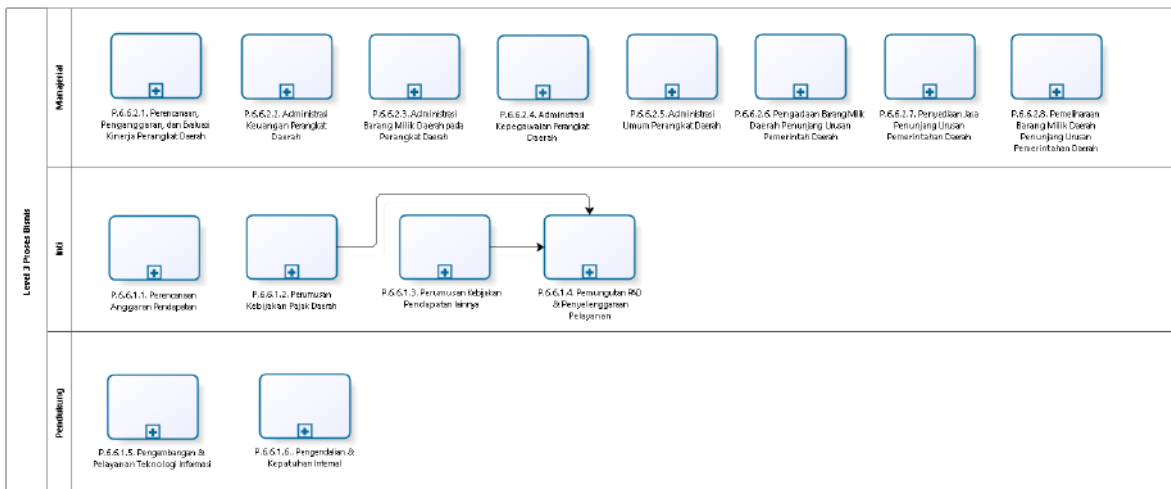 Level 3 Proses Bisnis
Manajerial
P.6.6.2.1. Perencanaan,
Penganggaran, dan Evaluasi
Kinerja Perangkat Daerah
P.6.6.2.2. Administrasi
Keuangan Perangkat
Daerah
P.6.6.2.3. Administrasi
Barang Milik Daerah pada
Perangkat Daerah
P.6.6.2.4. Administrasi
Kepegawaian Perangkat
Daerah
P.6.6.2.5. Administrasi
Umum Perangkat Daerah
P.6.6.2.6. Pengadaan Barang Milik
Daerah Penunjang Urusan
Pemerintah Daerah
P.6.6.2.7. Penyediaan Jasa
Penunjang Urusan
Pemerintahan Daerah
P.6.6.2.8. Pemeliharaan
Barang Milik Daerah
Penunjang Urusan
Pemerintahan Daerah
Inti
P.6.6.1.1. Perencanaan
Anggaran Pendapatan
P.6.6.1.2. Perumusan
Kebijakan Pajak Daerah
P.6.6.1.3. Perumusan Kebijakan
Pendapatan lainnya
P.6.6.1.4. Pemungutan PAD
& Penyelenggaraan
Pelayanan
Pendukung
P.6.6.1.5. Pengembangan &
Pelayanan Teknologi Informasi
P.6.6.1.6.. Pengendalian &
Kepatuhan Internal